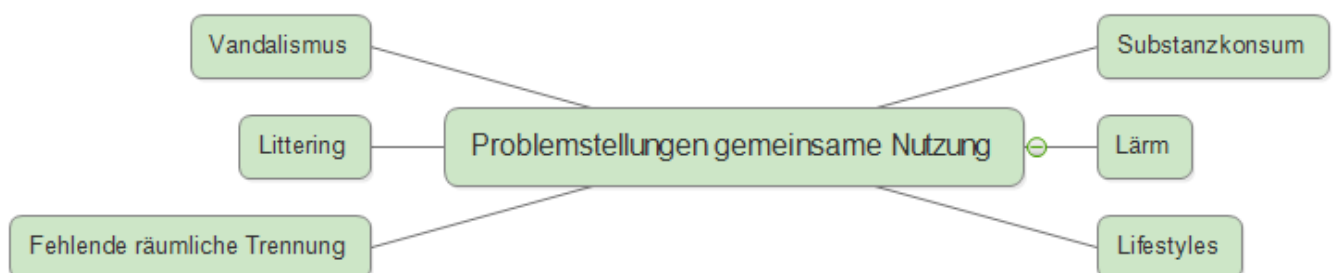 Vandalismus
Substanzkonsum
Littering
Problemstellungen gemeinsame Nutzung
Lärm
Fehlende räumliche Trennung
Lifestyles